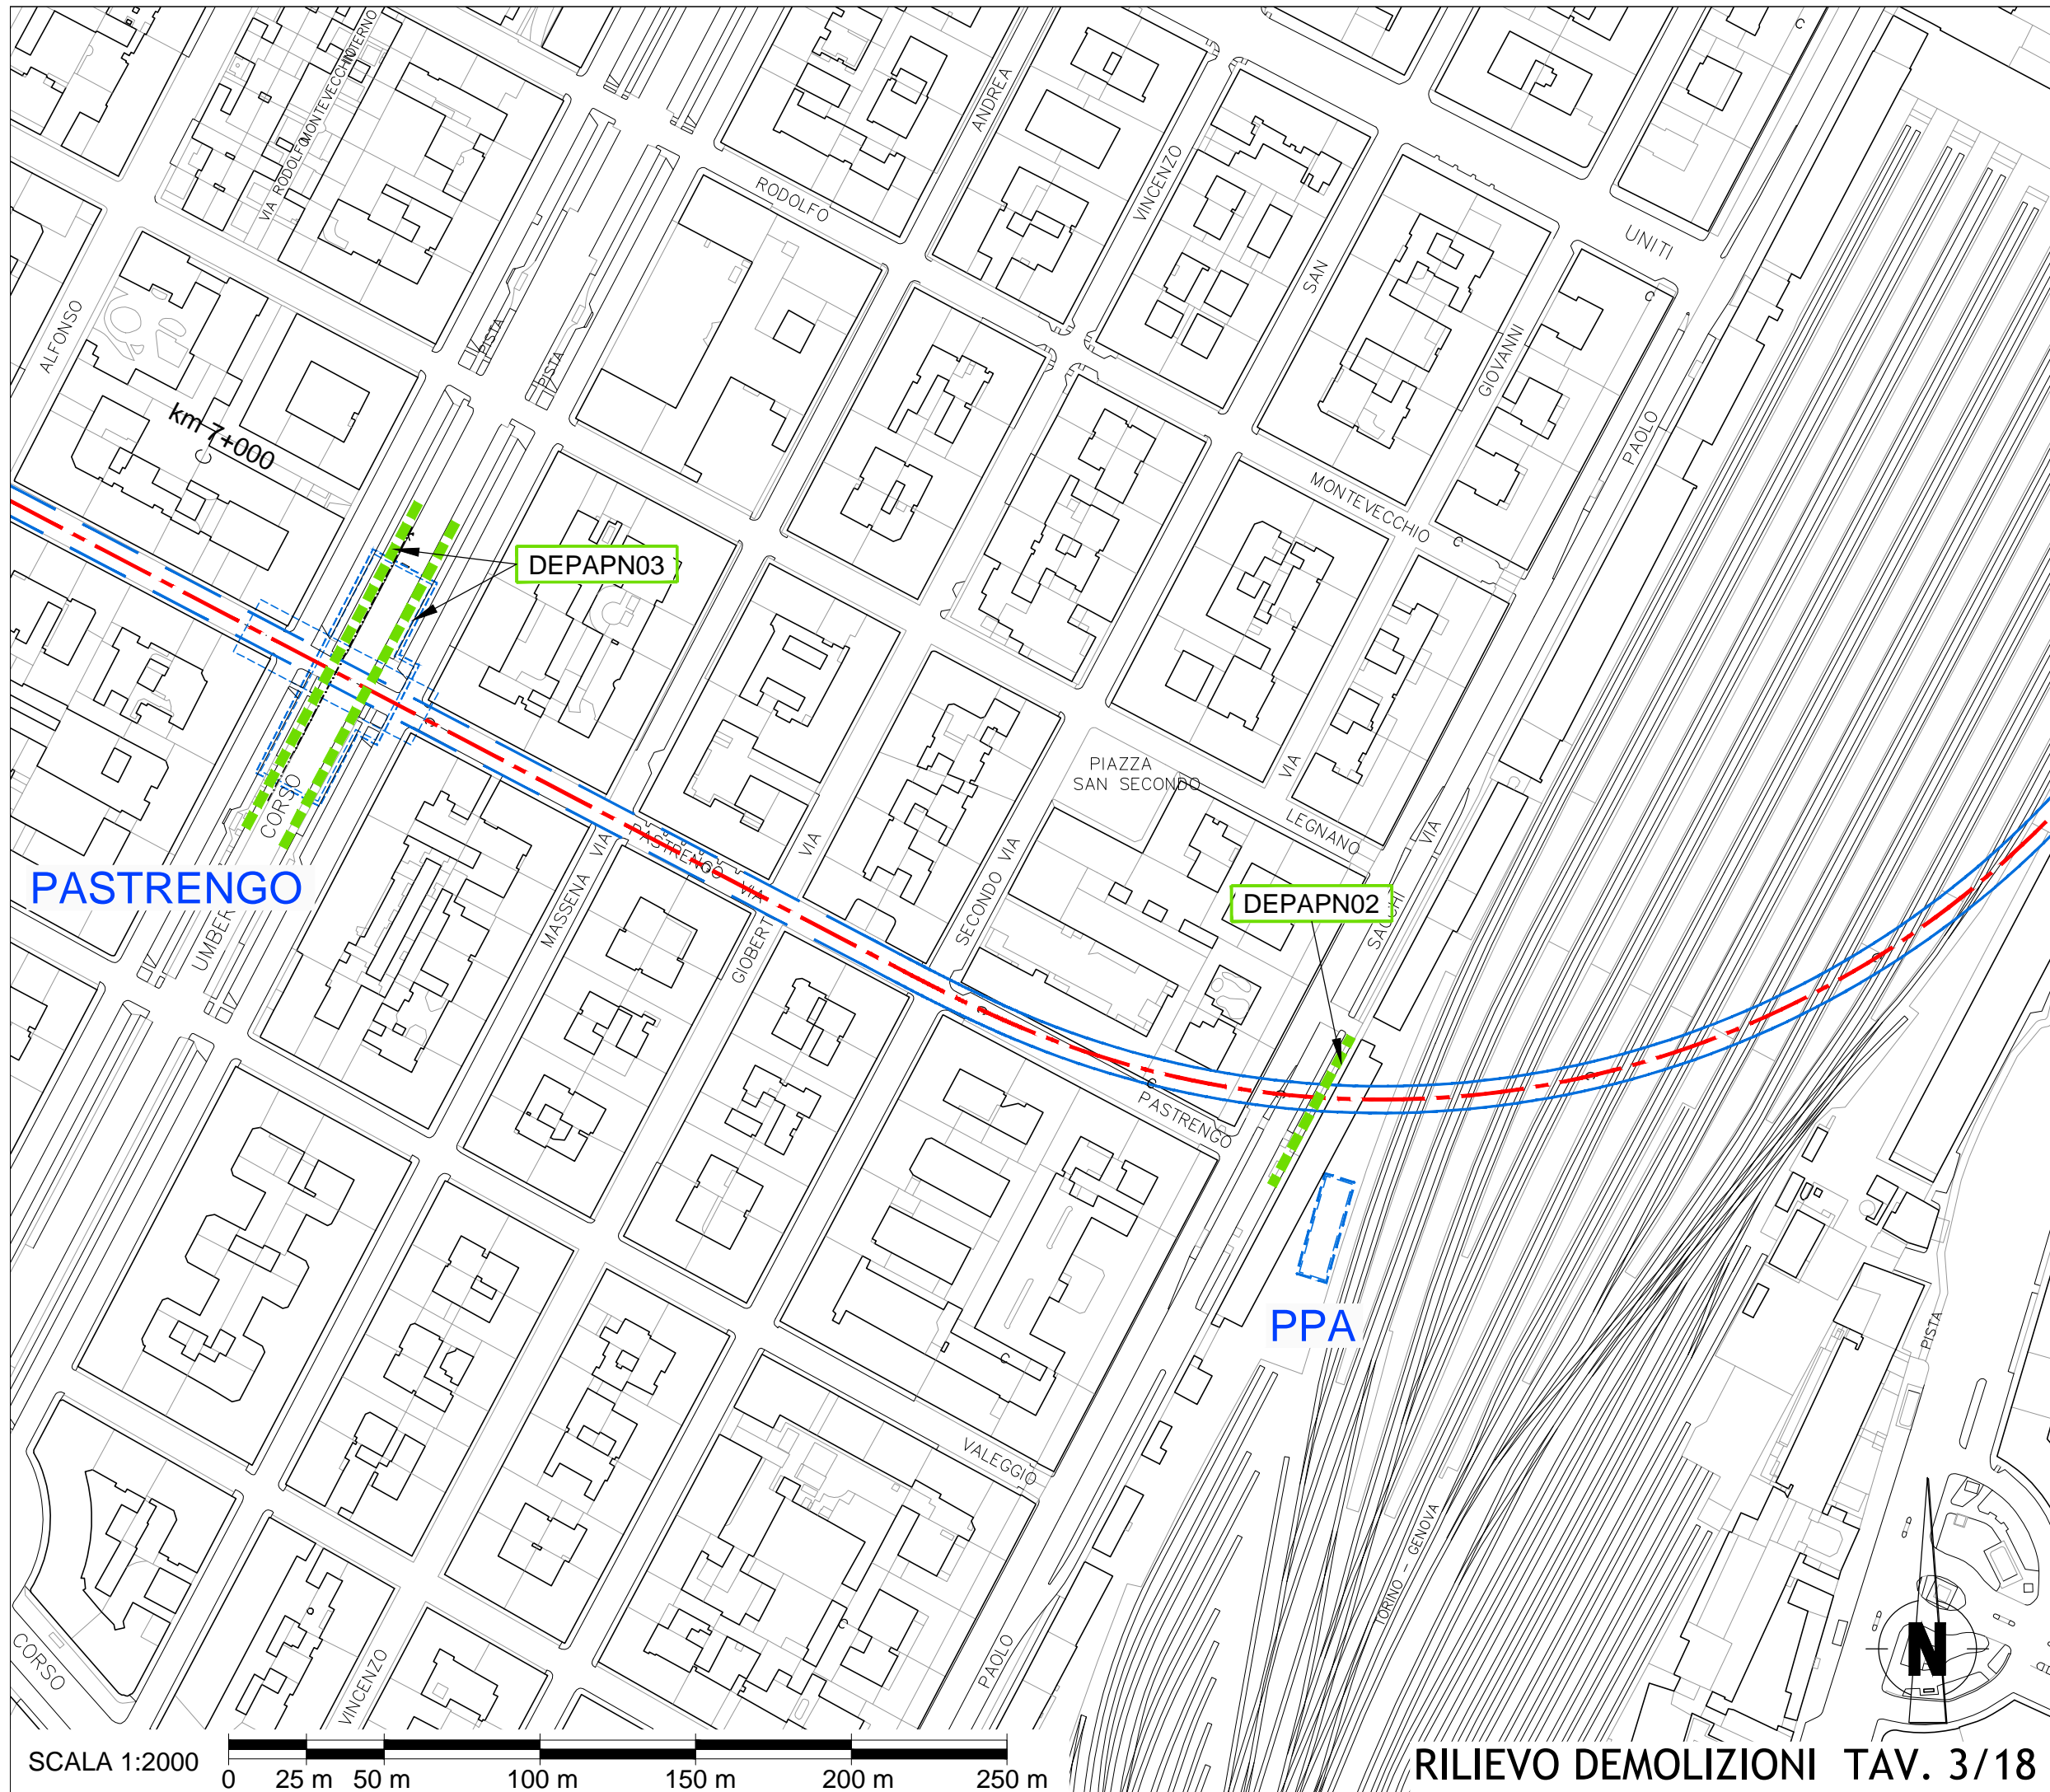 VIA RODOLFO
MONTEVECCHIO
INTERNO
ANDREA
VINCENZO
RODOLFO
SAN
UNITI
ALFONSO
PISTA
PISTA
GIOVANNI
PAOLO
km 7+000
MONTEVECCHIO
DEPAPN03
PIAZZA
SAN SECONDO
VIA
LEGNANO
VIA
CORSO
PASTRENGO
UMBER
MASSENA
VIA
PASTRENGO
VIA
VIA
GIOBERT
SECONDO VIA
DEPAPN02
PASTRENGO
PPA
PISTA
VALEGGIO
TORINO - GENOVA
CORSO
VINCENZO
PAOLO
N
SCALA 1:2000
0 25 m 50 m 100 m 150 m 200 m 250 m
RILIEVO DEMOLIZIONI TAV. 3/18